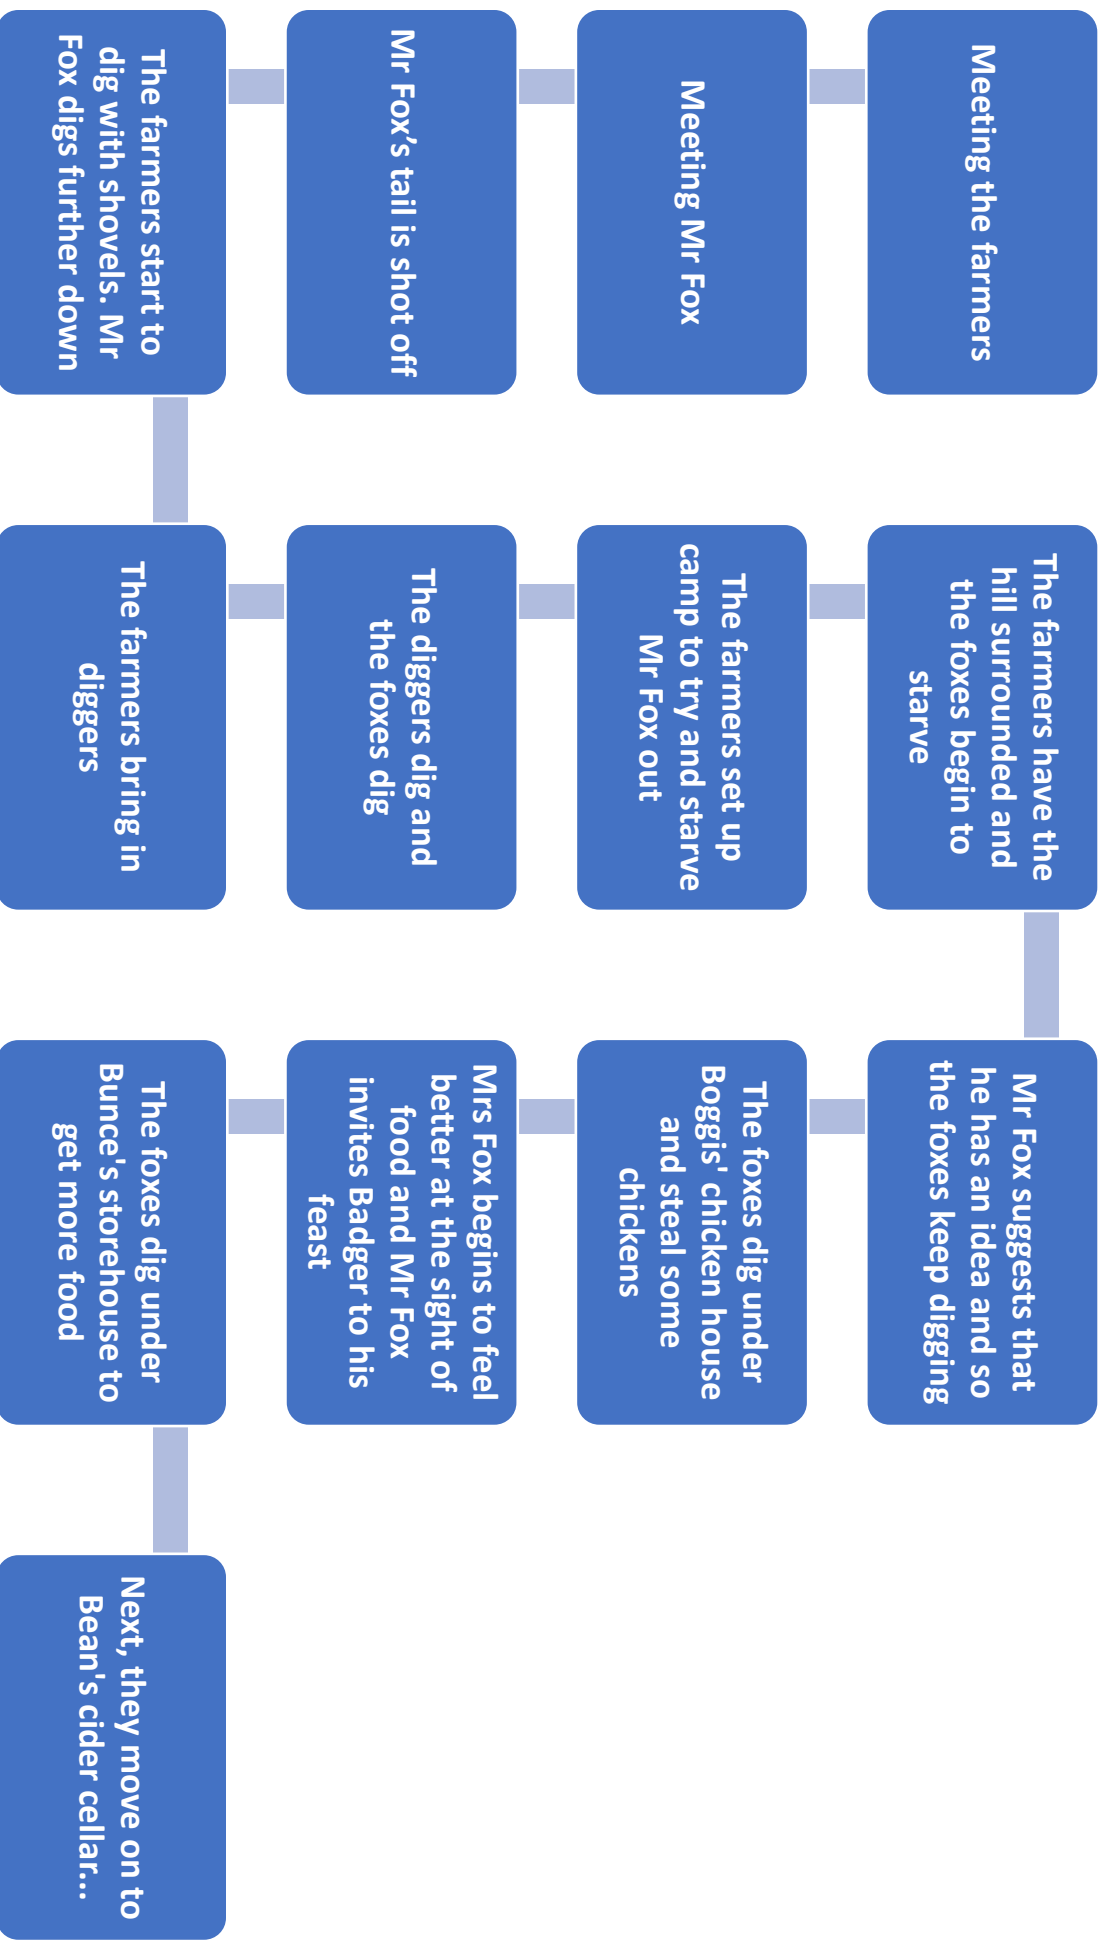 Meeting the farmers
Meeting Mr Fox
Mr Fox’s tail is shot off
The farmers start to
dig with shovels. Mr
Fox digs further down
The farmers bring in
diggers
The diggers dig and
the foxes dig
The farmers set up
camp to try and starve
Mr Fox out
The farmers have the
hill surrounded and
the foxes begin to
starve
Mr Fox suggests that
he has an idea and so
the foxes keep digging
The foxes dig under
Boggis' chicken house
and steal some
chickens
Mrs Fox begins to feel
better at the sight of
food and Mr Fox
invites Badger to his
feast
The foxes dig under
Bunce's storehouse to
get more food
Next, they move on to
Bean's cider cellar...